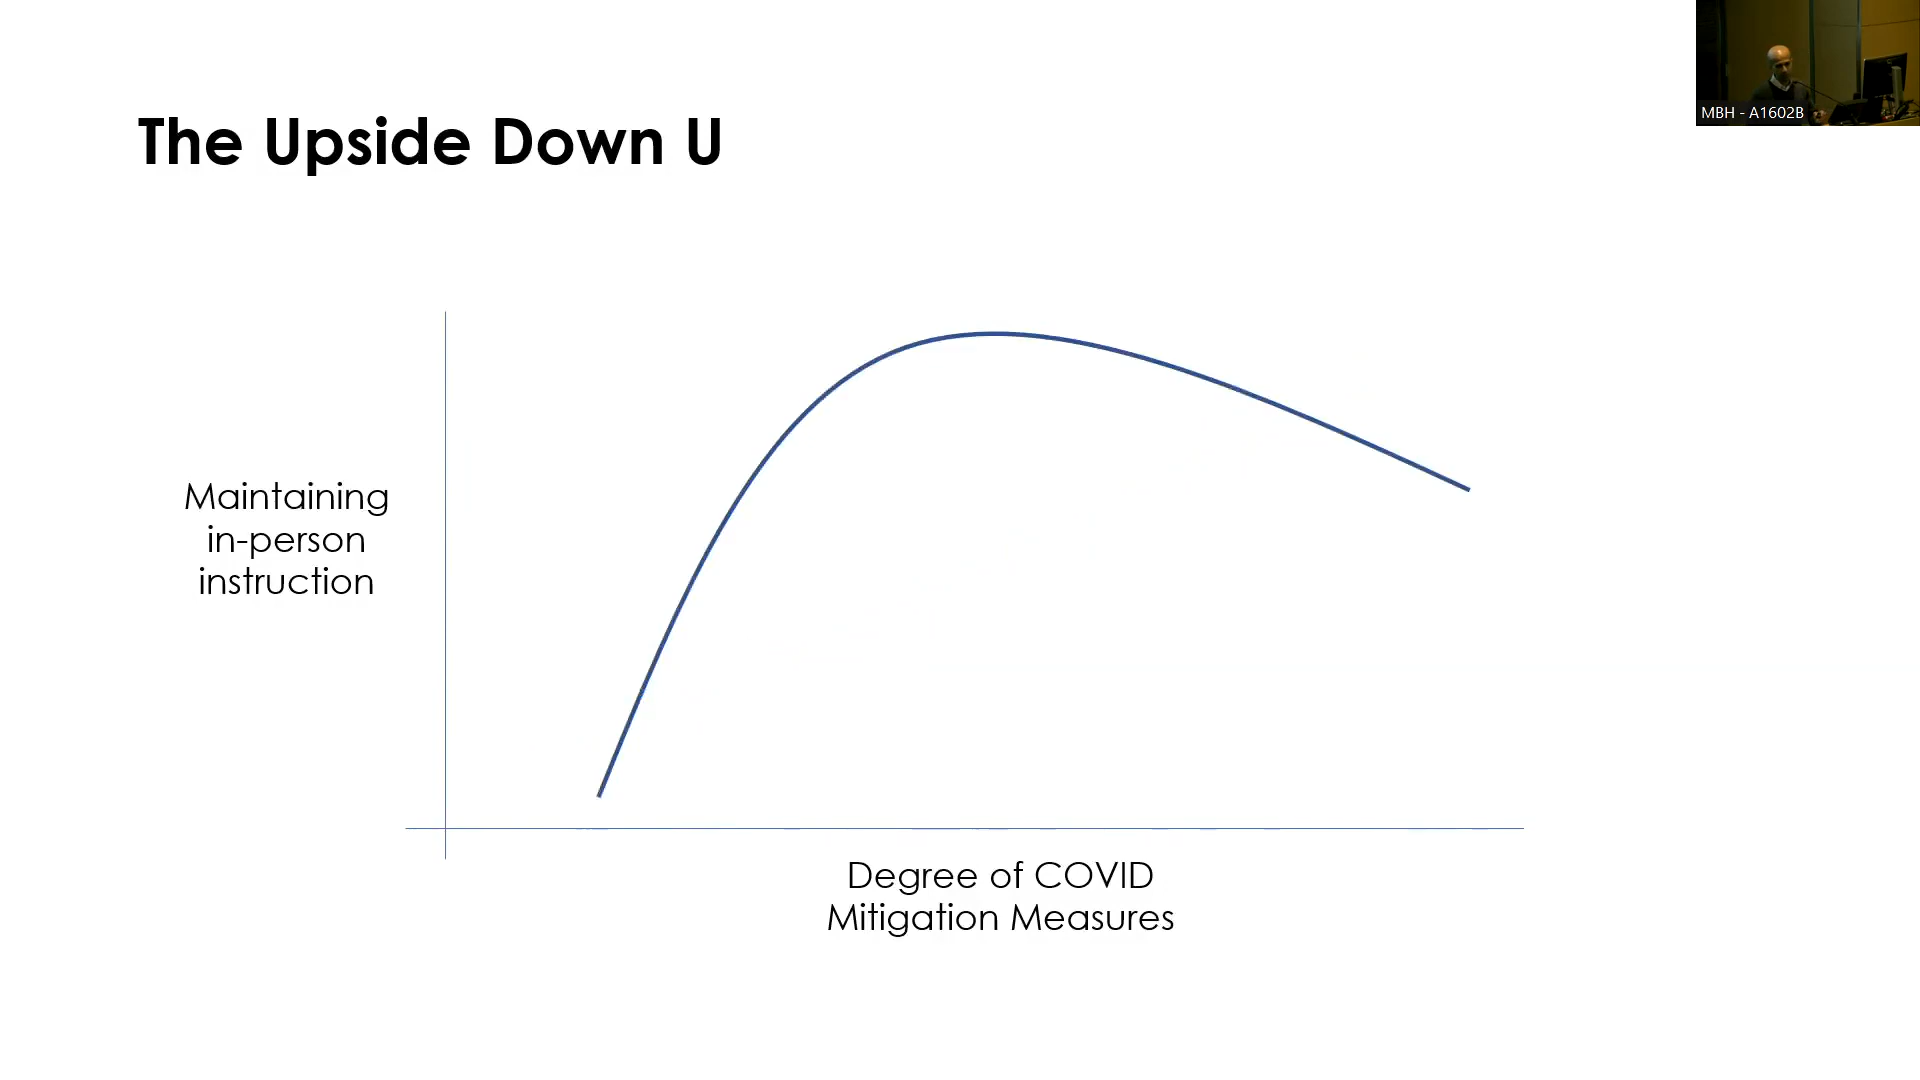 MBH - A1602B
The Upside Down U
Maintaining
in-person
instruction
Degree of COVID
Mitigation Measures